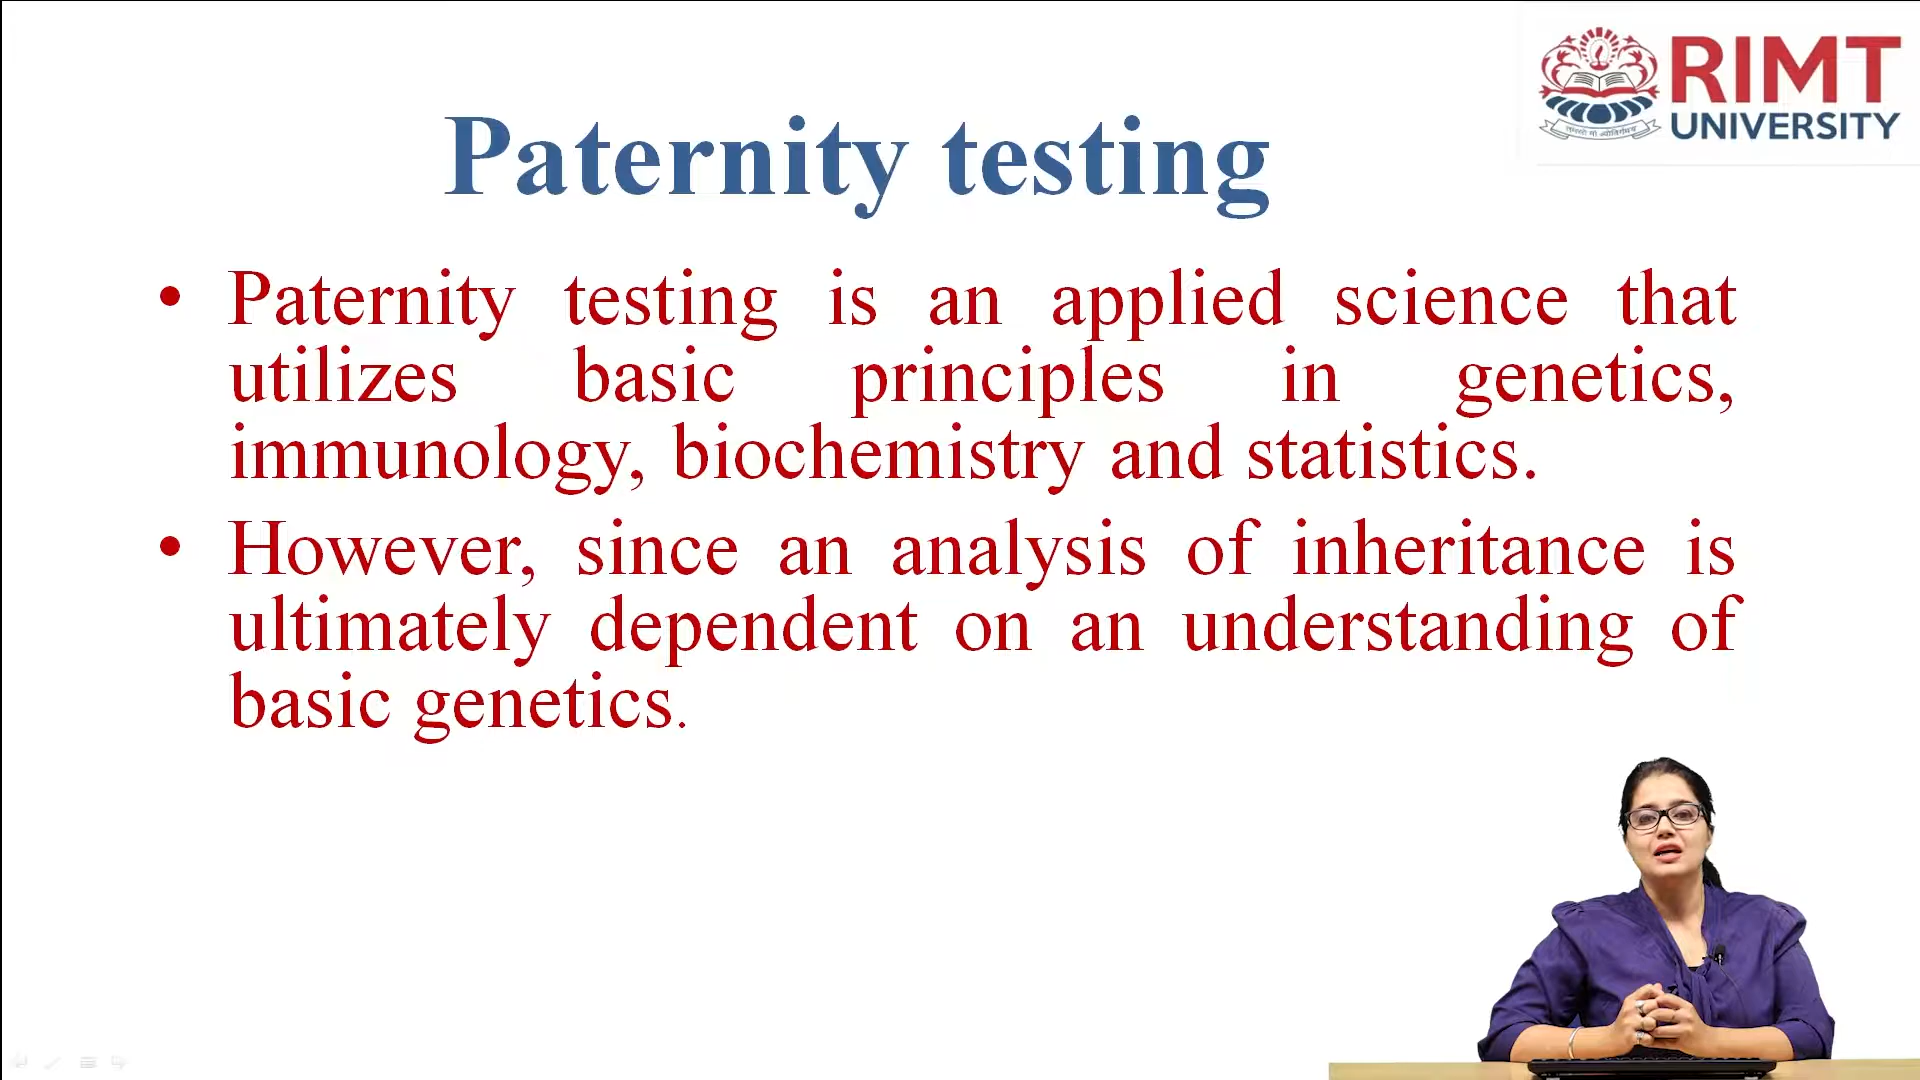 RIMT
UNIVERSITY
Paternity testing
• Paternity testing is an applied science that
utilizes basic principles in genetics,
immunology, biochemistry and statistics.
• However, since an analysis of inheritance is
ultimately dependent on an understanding of
basic genetics.